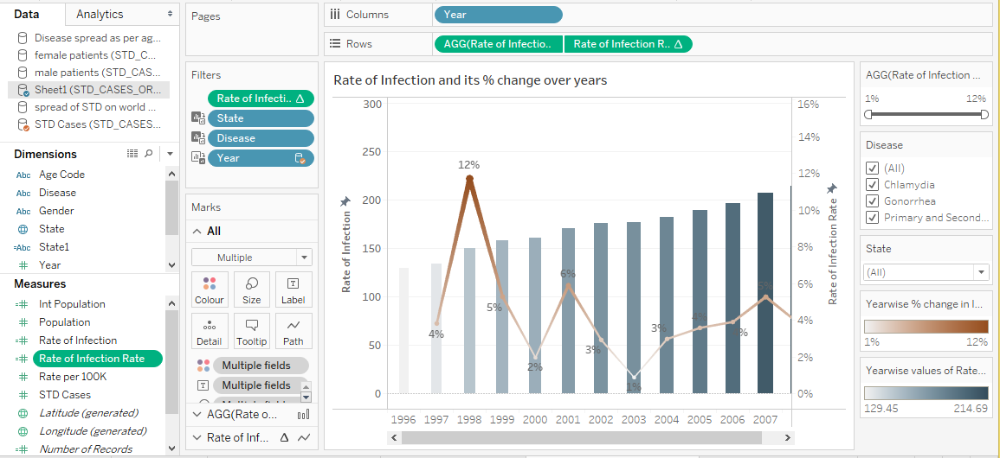 Data
Analytics
Disease spread as per ag...
female patients (STD_C...
male patients (STD_CAS...
Sheet1 (STD_CASES_OR...
spread of STD on world ...
STD Cases (STD_CASES...
Dimensions
Abc Age Code
Abc Disease
Abc Gender
State
=Abc State1
# Year
Measures
=# Int Population
# Population
=# Rate of Infection
=# Rate of Infection Rate
# Rate per 100K
# STD Cases
Latitude (generated)
Longitude (generated)
=# Number of Records
Pages
Filters
Rate of Infecti.. Δ
State
Disease
Year
Marks
All
Multiple
Colour
Size
T
Label
Detail
Tooltip
Path
Multiple fields
T Multiple fields
Multiple fields
AGG(Rate o...
Rate of Inf... Δ
Columns
Year
Rows
AGG(Rate of Infectio..
Rate of Infection R.. Δ
Rate of Infection and its % change over years
300
250
200
150
100
50
0
Rate of Infection
12%
4%
5%
2%
6%
3%
1%
3%
4%
%
5%
16%
14%
12%
10%
8%
6%
4%
2%
0%
Rate of Infection Rate
1996 1997 1998 1999 2000 2001 2002 2003 2004 2005 2006 2007
AGG(Rate of Infection ...
1% 12%
Disease
(All)
Chlamydia
Gonorrhea
Primary and Second...
State
(All)
Yearwise % change in I...
1% 12%
Yearwise values of Rate...
129.45 214.69